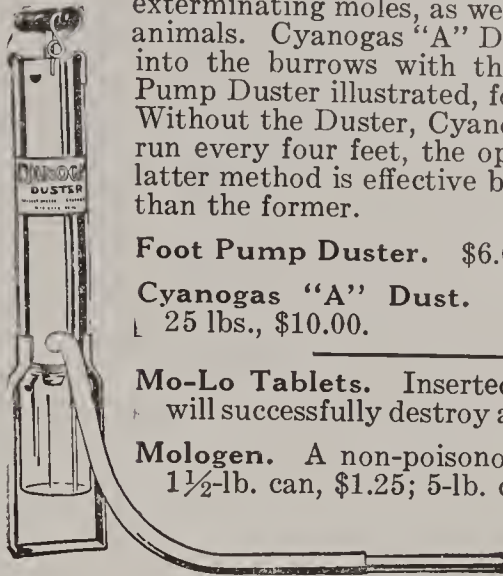 exterminating moles, as we
animals. Cyanogas "A" D
into the burrows with th
Pump Duster illustrated, f
Without the Duster, Cyano
run every four feet, the op
latter method is effective b
than the former.
Foot Pump Duster. $6.
Cyanogas "A" Dust.
25 lbs., $10.00.
Mo-Lo Tablets. Inserte
will successfully destroy a
Mologen. A non-poisono
1½-lb. can, $1.25; 5-lb. c
DUSTER